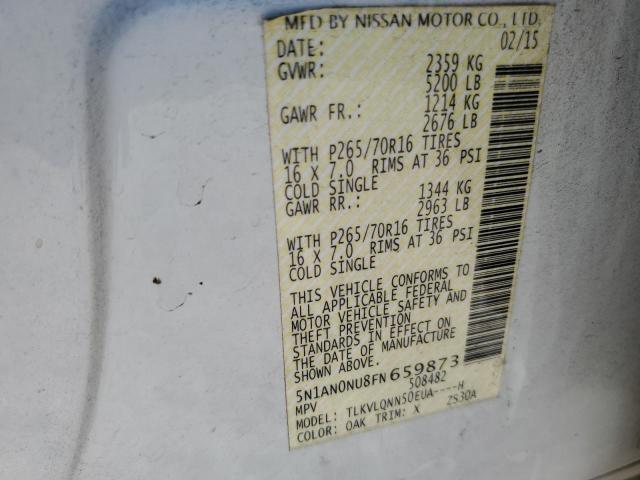 MFD BY NISSAN MOTOR CO., LTD.
DATE: 02/15
GVWR: 2359 KG
5200 LB
GAWR FR.: 1214 KG
2676 LB
WITH P265/70R16 TIRES
16 X 7.0 RIMS AT 36 PSI
COLD SINGLE
GAWR RR.: 1344 KG
2963 LB
WITH P265/70R16 TIRES
16 X 7.0 RIMS AT 36 PSI
COLD SINGLE
THIS VEHICLE CONFORMS TO
ALL APPLICABLE FEDERAL
MOTOR VEHICLE SAFETY AND
THEFT PREVENTION
STANDARDS IN EFFECT ON
THE DATE OF MANUFACTURE
SHOWN ABOVE.
5N1AN0NU8FN659873
MPV 508482
MODEL: TLKVLQNN50EUA----H
COLOR: QAK TRIM: X ZS30A